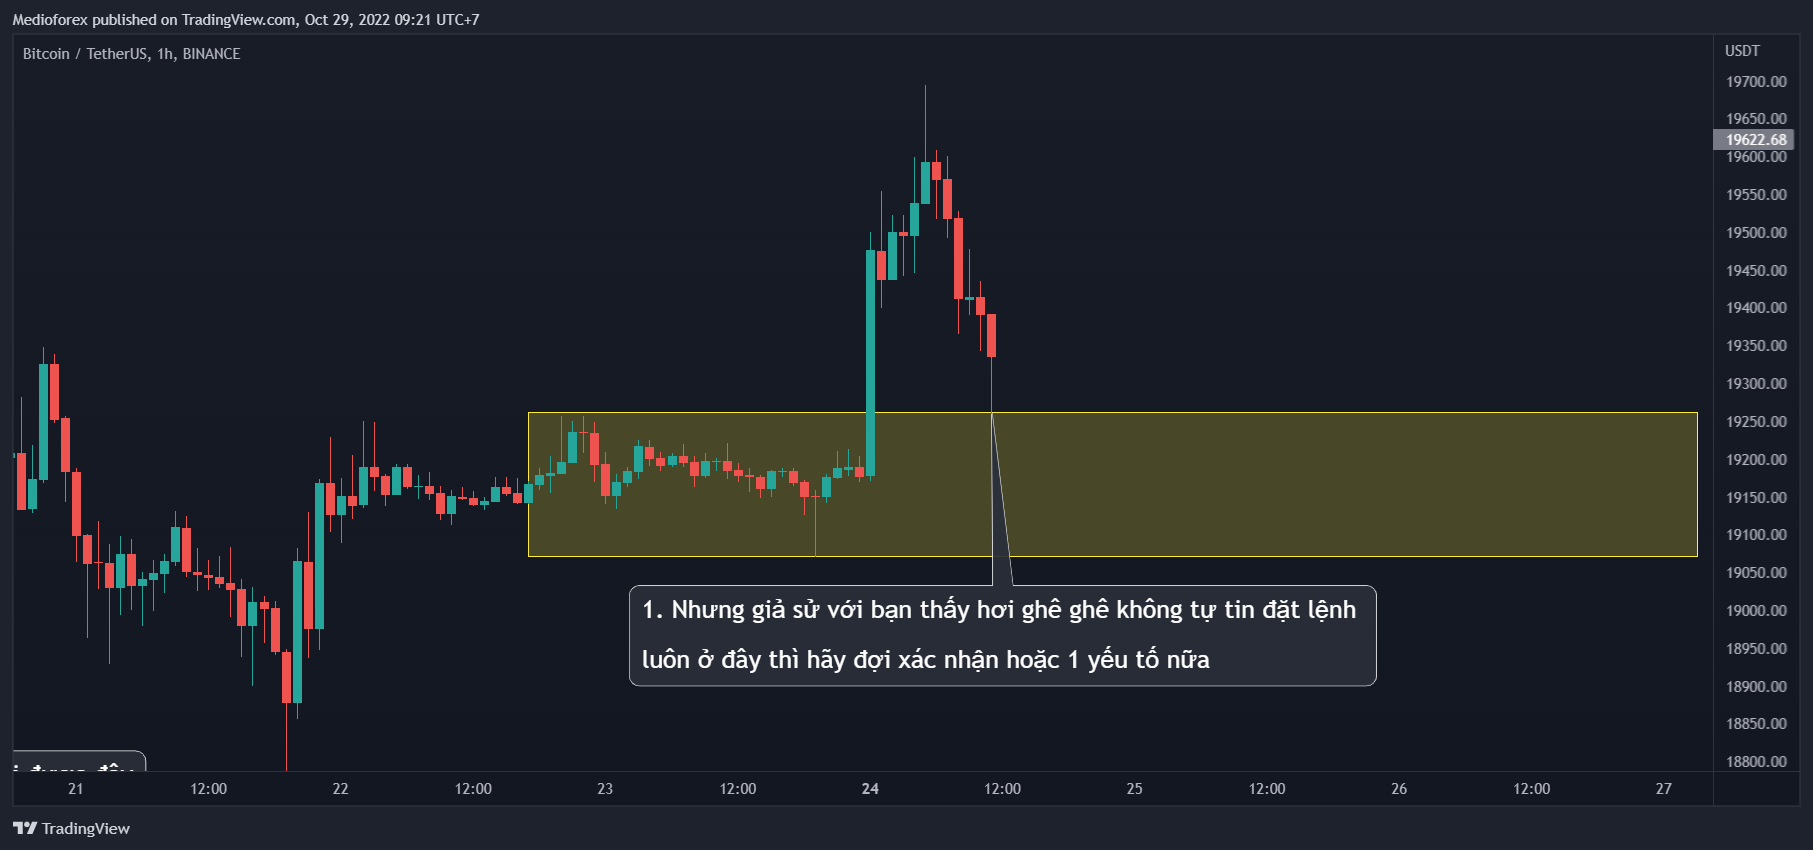 Medioforex published on TradingView.com, Oct 29, 2022 09:21 UTC+7
Bitcoin / TetherUS, 1h, BINANCE
USDT
19700.00
19650.00
19622.68
19600.00
19550.00
19500.00
19450.00
19400.00
19350.00
19300.00
19250.00
19200.00
19150.00
19100.00
19050.00
19000.00
18950.00
18900.00
18850.00
18800.00
1. Nhưng giả sử với bạn thấy hơi ghê ghê không tự tin đặt lệnh
luôn ở đây thì hãy đợi xác nhận hoặc 1 yếu tố nữa
21 12:00 22 12:00 23 12:00 24 12:00 25 12:00 26 12:00 27
TradingView